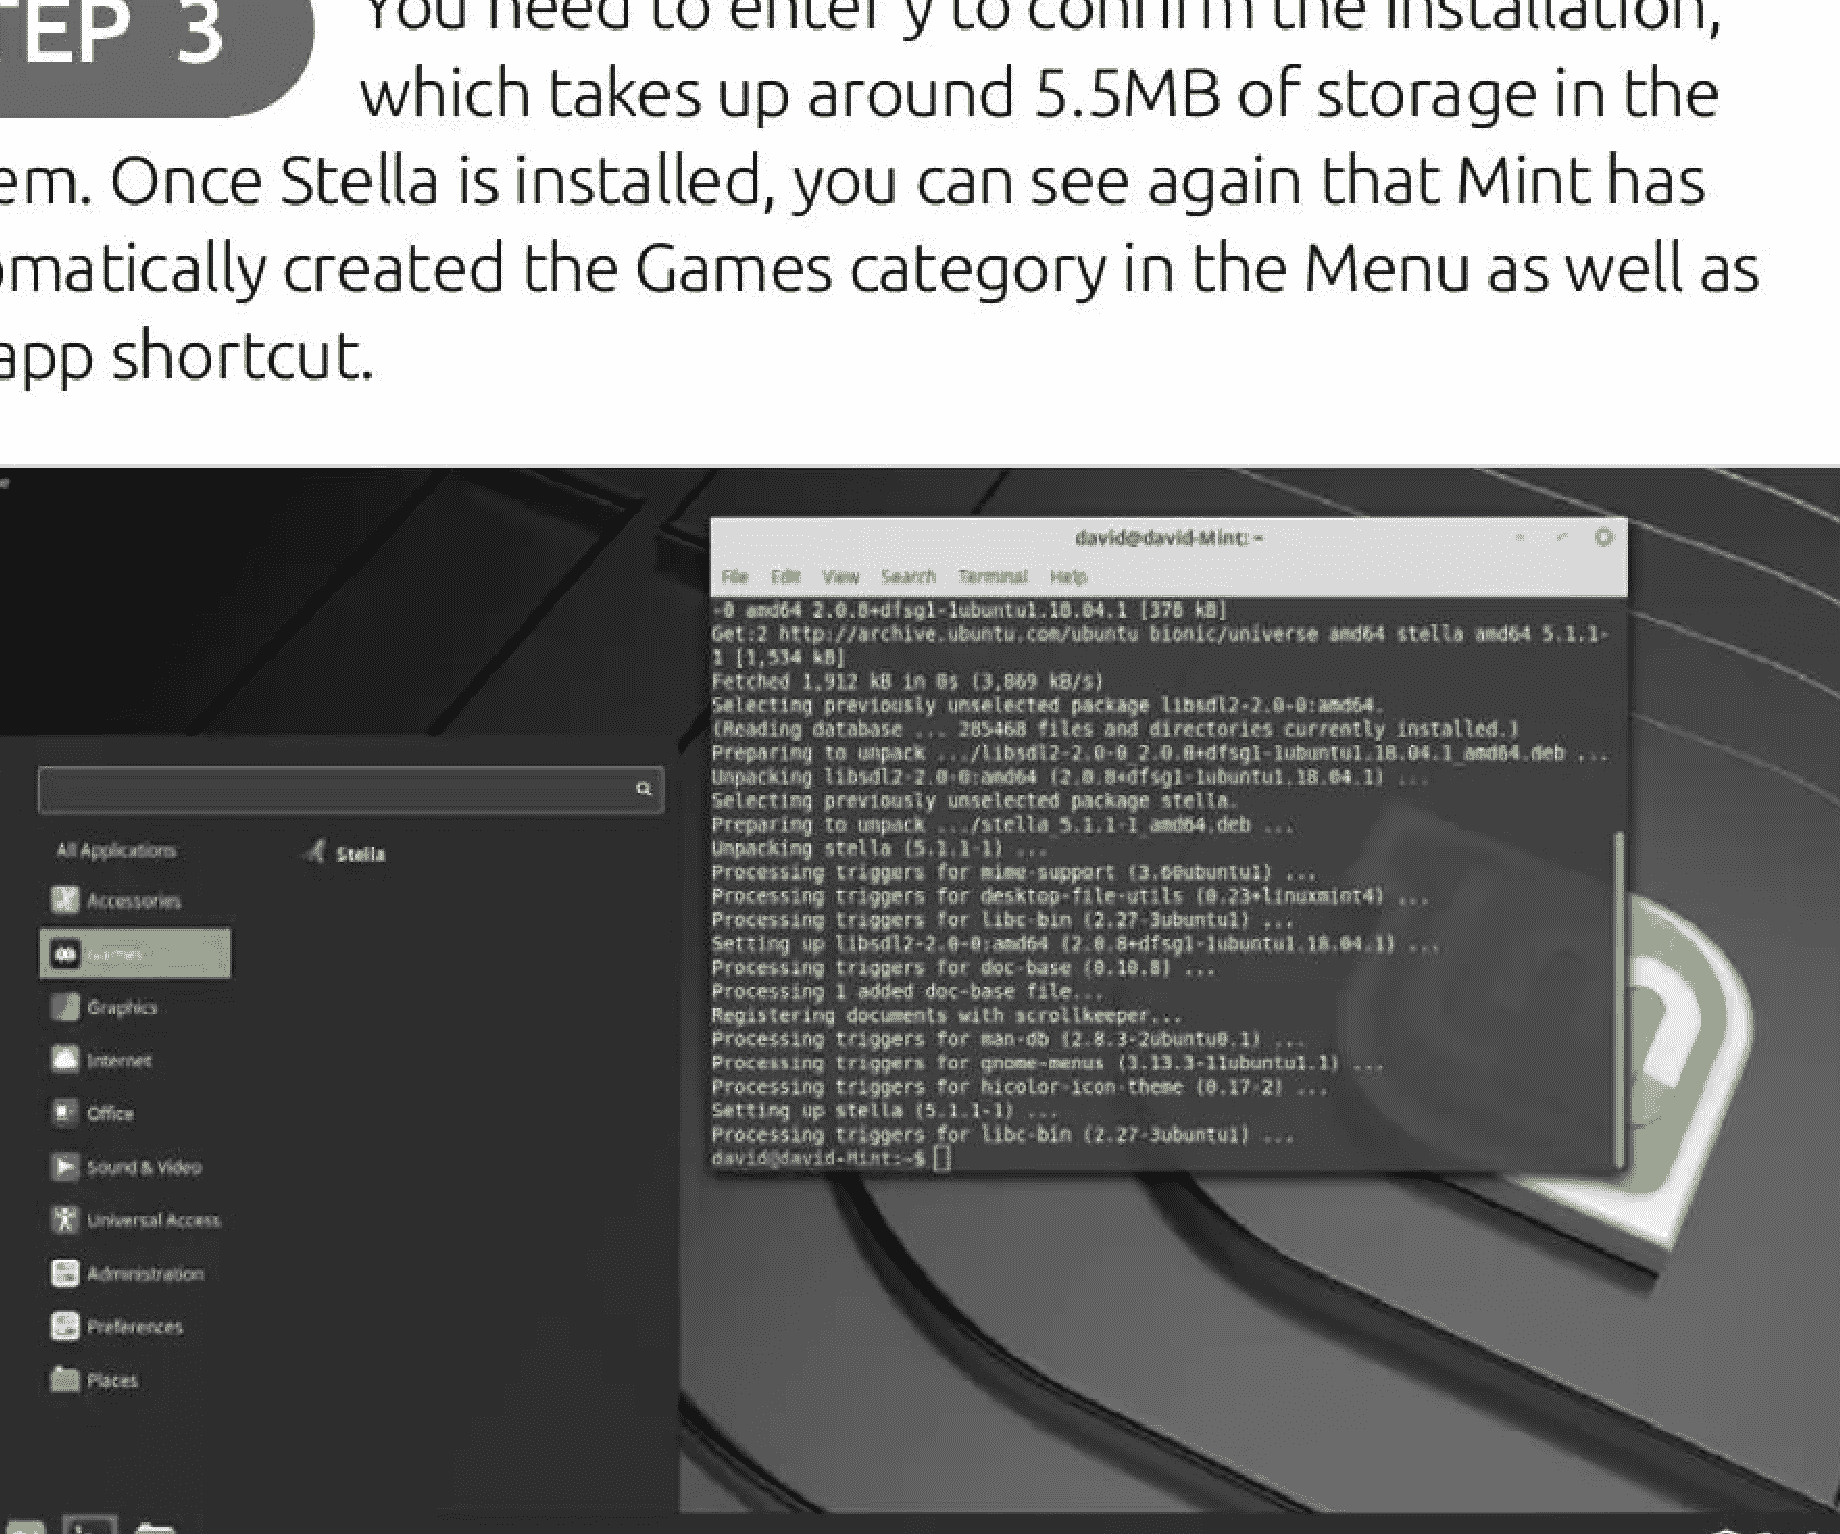 TEP 3
You need to enter y to confirm the installation,
which takes up around 5.5MB of storage in the
em. Once Stella is installed, you can see again that Mint has
omatically created the Games category in the Menu as well as
app shortcut.
david@david-Mint: ~
File Edit View Search Terminal Help
-0 amd64 2.0.8+dfsg1-1ubuntu1.18.04.1 [378 kB]
Get:2 http://archive.ubuntu.com/ubuntu bionic/universe amd64 stella amd64 5.1.1-
1 [1,534 kB]
Fetched 1,912 kB in 0s (3,869 kB/s)
Selecting previously unselected package libsdl2-2.0-0:amd64.
(Reading database ... 285468 files and directories currently installed.)
Preparing to unpack .../libsdl2-2.0-0_2.0.8+dfsg1-1ubuntu1.18.04.1_amd64.deb ...
Unpacking libsdl2-2.0-0:amd64 (2.0.8+dfsg1-1ubuntu1.18.04.1) ...
Selecting previously unselected package stella.
Preparing to unpack .../stella_5.1.1-1_amd64.deb ...
Unpacking stella (5.1.1-1) ...
Processing triggers for mime-support (3.60ubuntu1) ...
Processing triggers for desktop-file-utils (0.23+linuxmint4) ...
Processing triggers for libc-bin (2.27-3ubuntu1) ...
Setting up libsdl2-2.0-0:amd64 (2.0.8+dfsg1-1ubuntu1.18.04.1) ...
Processing triggers for doc-base (0.10.8) ...
Processing 1 added doc-base file...
Registering documents with scrollkeeper...
Processing triggers for man-db (2.8.3-2ubuntu0.1) ...
Processing triggers for gnome-menus (3.13.3-11ubuntu1.1) ...
Processing triggers for hicolor-icon-theme (0.17-2) ...
Setting up stella (5.1.1-1) ...
Processing triggers for libc-bin (2.27-3ubuntu1) ...
david@david-Mint:~$
All Applications
Stella
Accessories
Games
Graphics
Internet
Office
Sound & Video
Universal Access
Administration
Preferences
Places